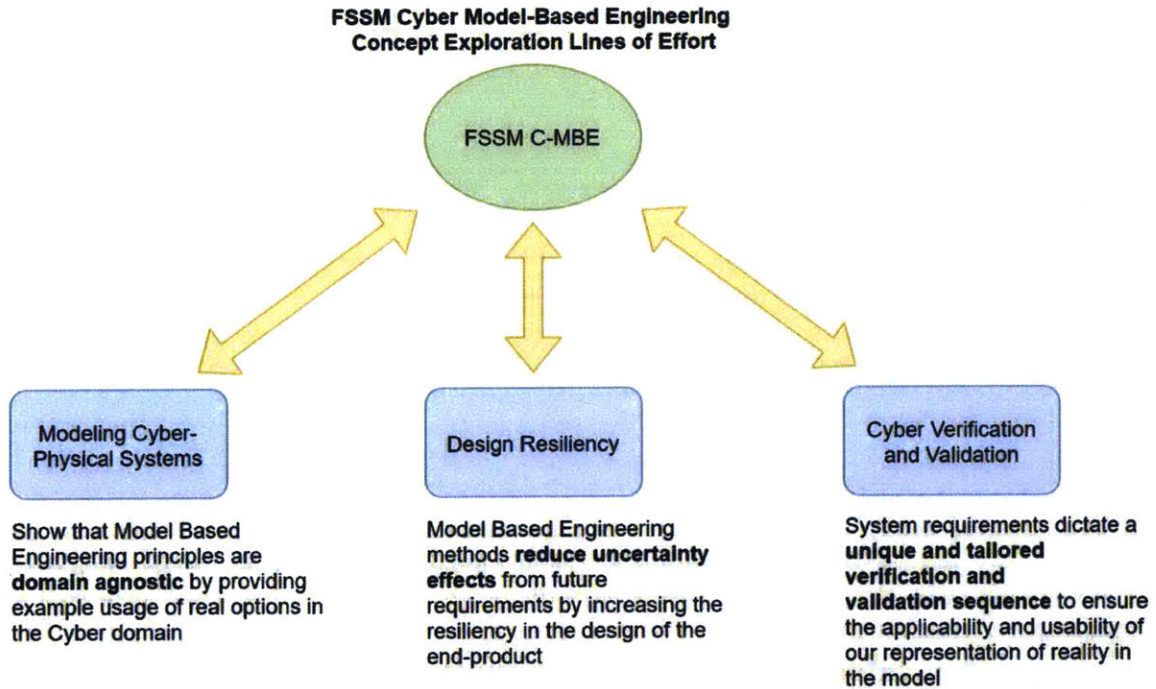 FSSM Cyber Model-Based Engineering
Concept Exploration Lines of Effort
FSSM C-MBE
Modeling Cyber-
Physical Systems
Design Resiliency
Cyber Verification
and Validation
Show that Model Based
Engineering principles are
domain agnostic by providing
example usage of real options in
the Cyber domain
Model Based Engineering
methods reduce uncertainty
effects from future
requirements by increasing the
resiliency in the design of the
end-product
System requirements dictate a
unique and tailored
verification and
validation sequence to ensure
the applicability and usability of
our representation of reality in
the model